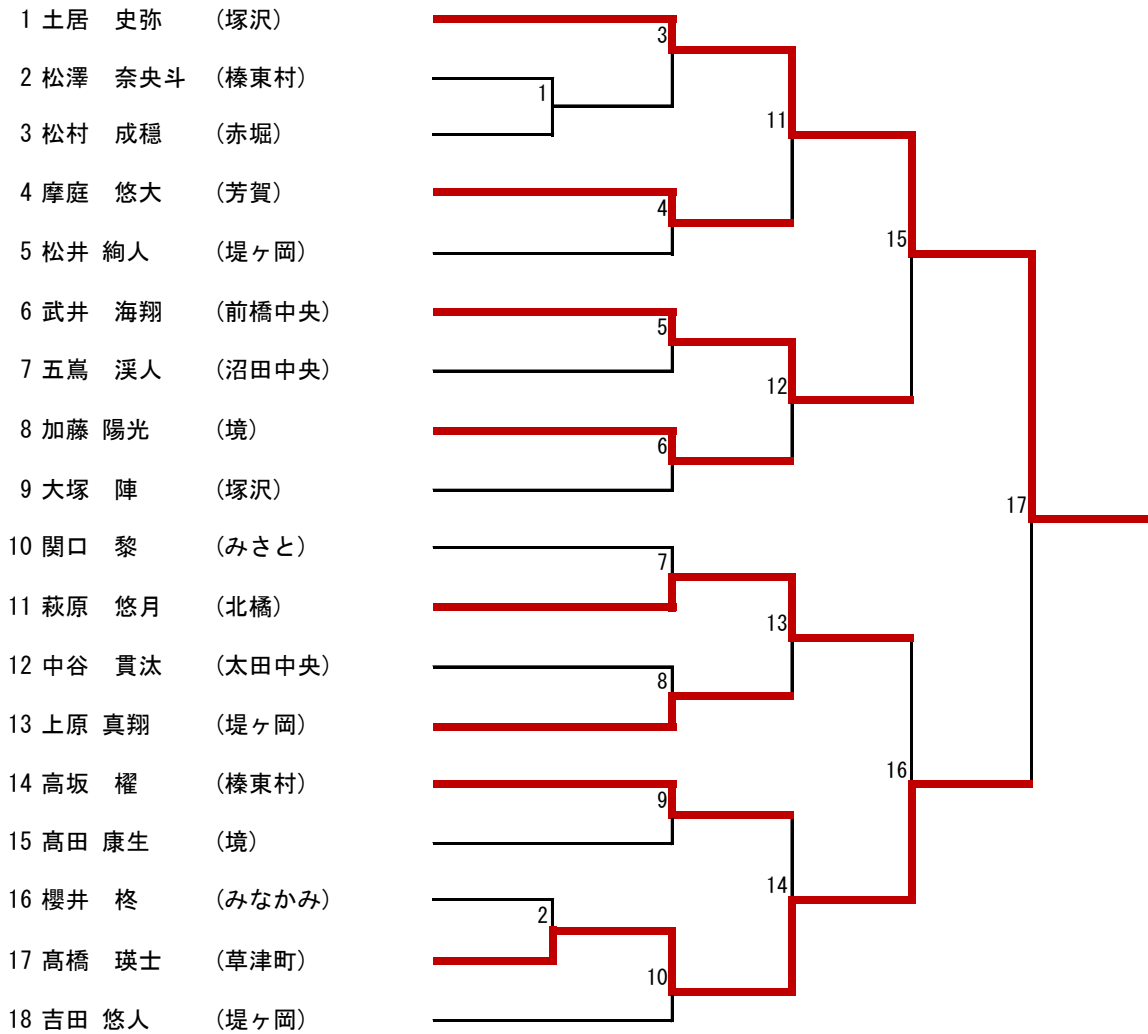 1 土居　史弥　(塚沢)
2 松澤　奈央斗　(榛東村)
3 松村　成穏　(赤堀)
4 摩庭　悠大　(芳賀)
5 松井 絢人　(堤ヶ岡)
6 武井　海翔　(前橋中央)
7 五嶌　渓人　(沼田中央)
8 加藤 陽光　(境)
9 大塚　陣　(塚沢)
10 関口　黎　(みさと)
11 萩原　悠月　(北橘)
12 中谷　貫汰　(太田中央)
13 上原 真翔　(堤ヶ岡)
14 高坂　櫂　(榛東村)
15 髙田 康生　(境)
16 櫻井　柊　(みなかみ)
17 髙橋　瑛士　(草津町)
18 吉田 悠人　(堤ヶ岡)
3
1
11
4
15
5
12
6
17
7
13
8
16
9
14
2
10